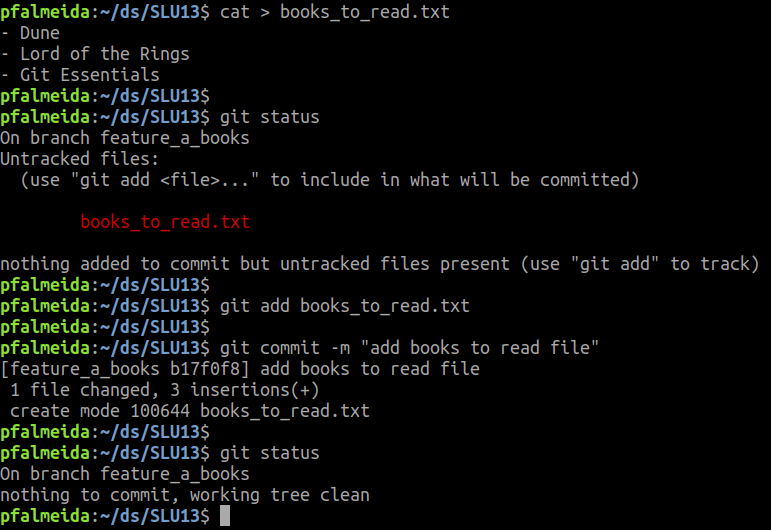 pfalmeida:~/ds/SLU13$ cat > books_to_read.txt
- Dune
- Lord of the Rings
- Git Essentials
pfalmeida:~/ds/SLU13$
pfalmeida:~/ds/SLU13$ git status
On branch feature_a_books
Untracked files:
  (use "git add <file>..." to include in what will be committed)

        books_to_read.txt

nothing added to commit but untracked files present (use "git add" to track)
pfalmeida:~/ds/SLU13$
pfalmeida:~/ds/SLU13$ git add books_to_read.txt
pfalmeida:~/ds/SLU13$
pfalmeida:~/ds/SLU13$ git commit -m "add books to read file"
[feature_a_books b17f0f8] add books to read file
 1 file changed, 3 insertions(+)
 create mode 100644 books_to_read.txt
pfalmeida:~/ds/SLU13$
pfalmeida:~/ds/SLU13$ git status
On branch feature_a_books
nothing to commit, working tree clean
pfalmeida:~/ds/SLU13$